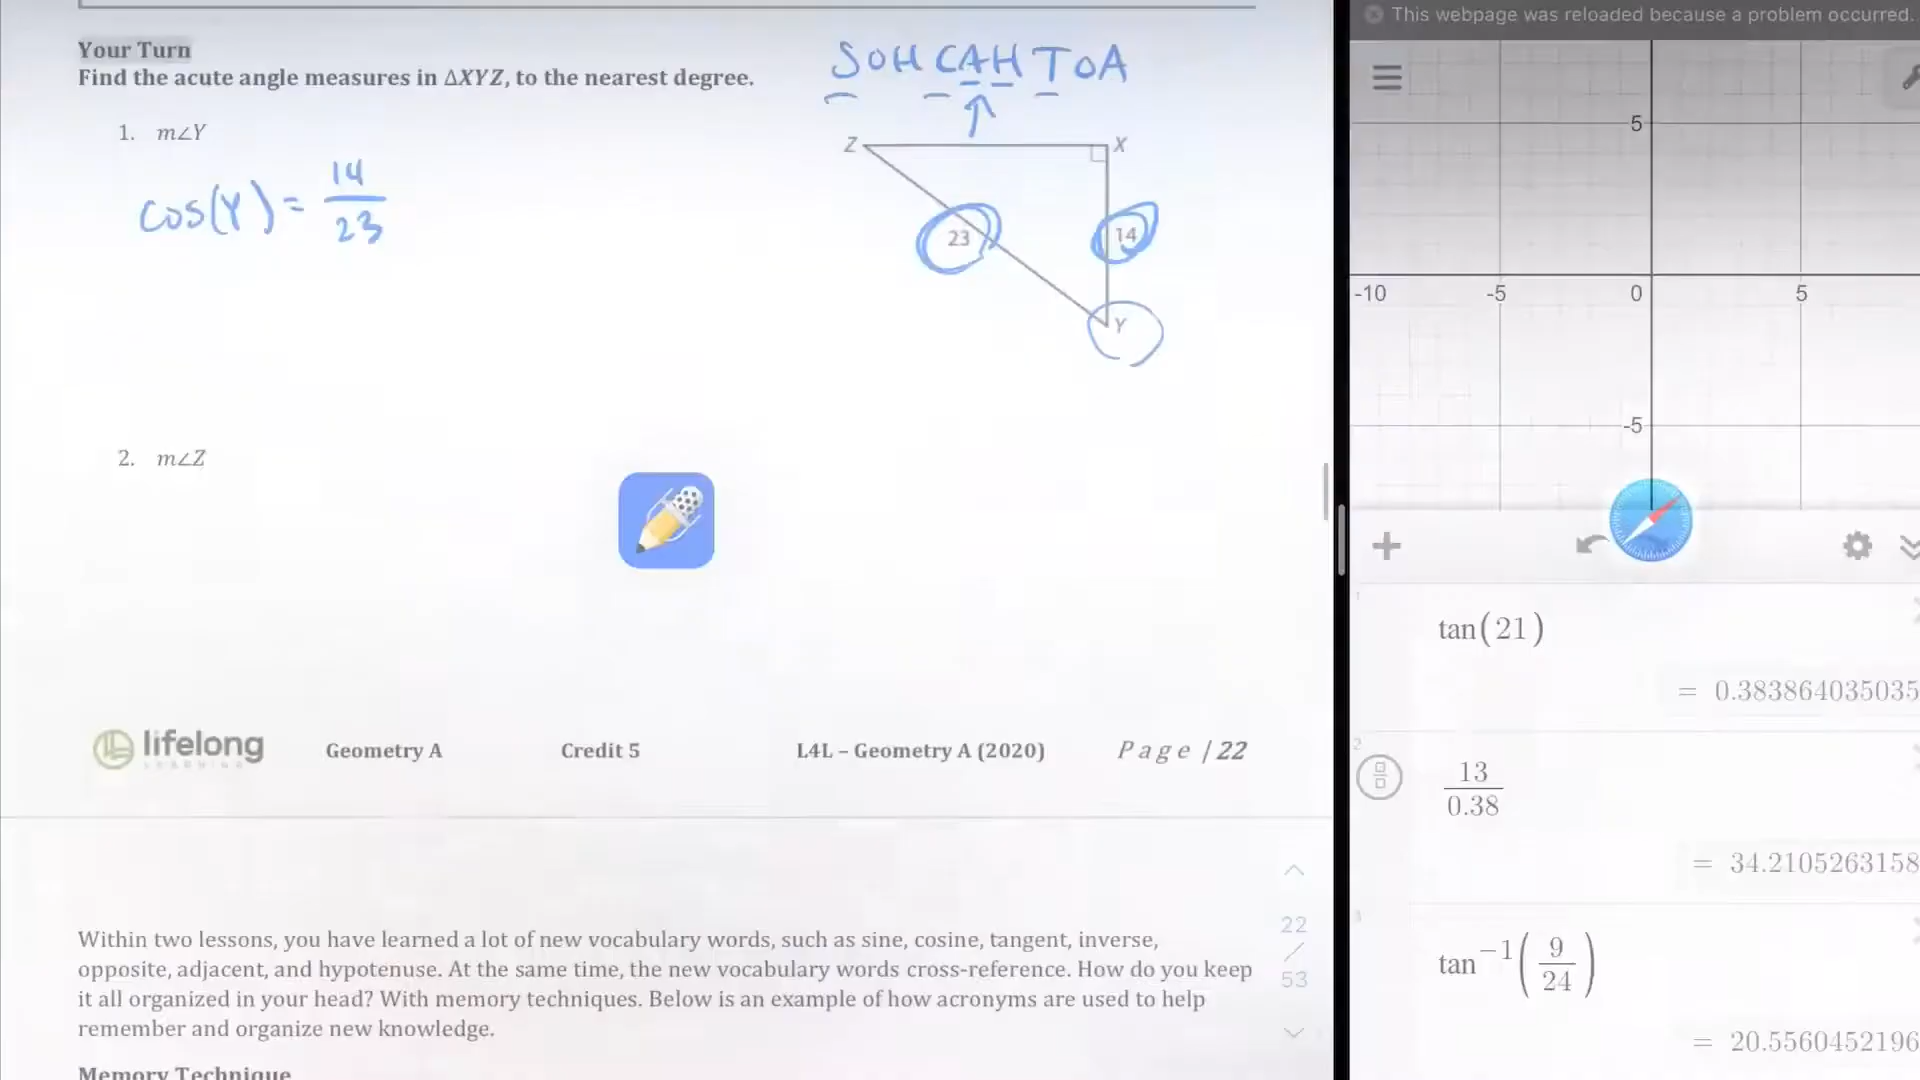 Your Turn
Find the acute angle measures in ΔXYZ, to the nearest degree.
SOH CAH TOA
1. m∠Y
cos(Y) = 14/23
Z
X
23
14
Y
2. m∠Z
lifelong
LEARNING
Geometry A
Credit 5
L4L – Geometry A (2020)
Page | 22
Within two lessons, you have learned a lot of new vocabulary words, such as sine, cosine, tangent, inverse,
opposite, adjacent, and hypotenuse. At the same time, the new vocabulary words cross-reference. How do you keep
it all organized in your head? With memory techniques. Below is an example of how acronyms are used to help
remember and organize new knowledge.
Memory Technique
22
/
53
This webpage was reloaded because a problem occurred.
5
-10
-5
0
5
-5
1
tan(21)
= 0.383864035035
2
13/0.38
= 34.2105263158
3
tan⁻¹(9/24)
= 20.5560452196